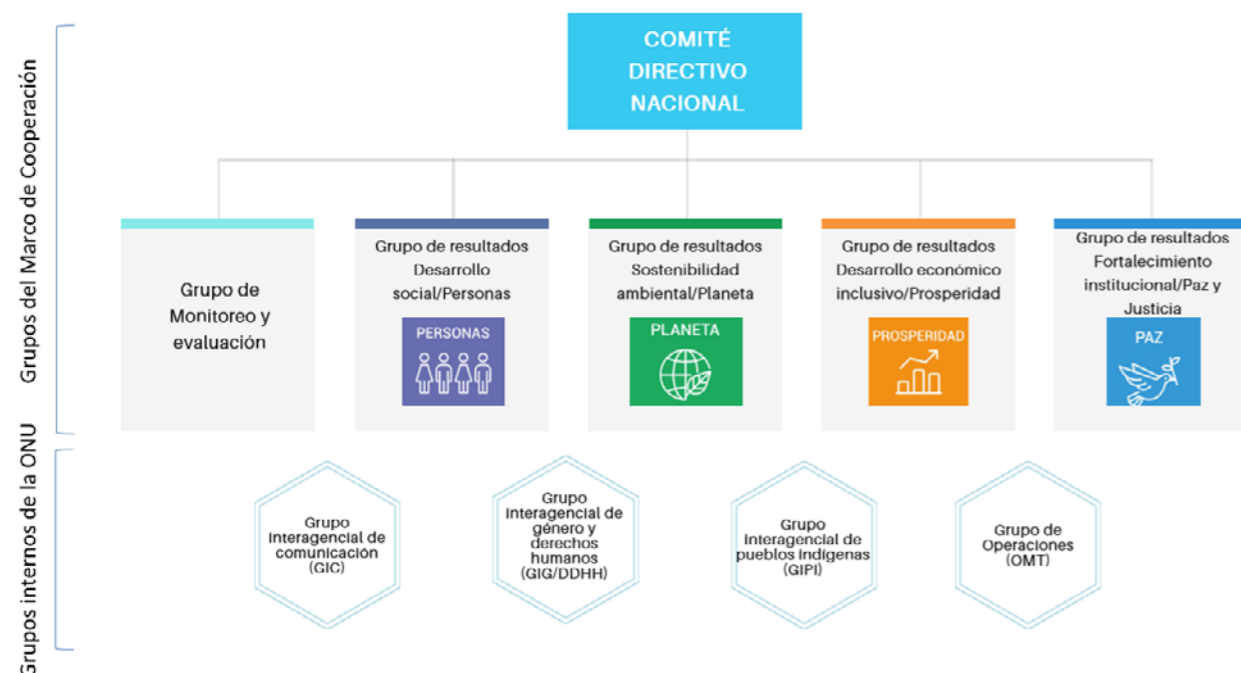 Grupos del Marco de Cooperación
COMITÉ
DIRECTIVO
NACIONAL
Grupo de
Monitoreo y
evaluación
Grupo de resultados
Desarrollo
social/Personas
PERSONAS
Grupo de resultados
Sostenibilidad
ambiental/Planeta
PLANETA
Grupo de resultados
Desarrollo económico
inclusivo/Prosperidad
PROSPERIDAD
Grupo de resultados
Fortalecimiento
institucional/Paz y
Justicia
PAZ
Grupos internos de la ONU
Grupo
interagencial de
comunicación
(GIC)
Grupo
interagencial de
género y
derechos
humanos
(GIG/DDHH)
Grupo
interagencial de
pueblos indígenas
(GIPI)
Grupo de
Operaciones
(OMT)